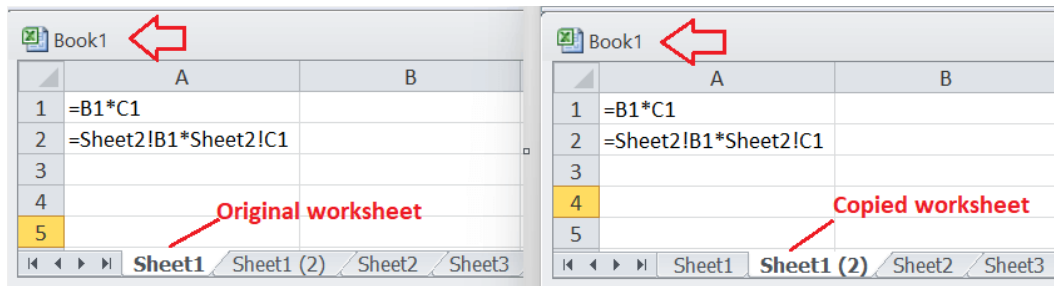 Book1
A B
1 =B1*C1
2 =Sheet2!B1*Sheet2!C1
3
4
5
Original worksheet
Sheet1 Sheet1 (2) Sheet2 Sheet3
Book1
A B
1 =B1*C1
2 =Sheet2!B1*Sheet2!C1
3
4
Copied worksheet
5
Sheet1 Sheet1 (2) Sheet2 Sheet3